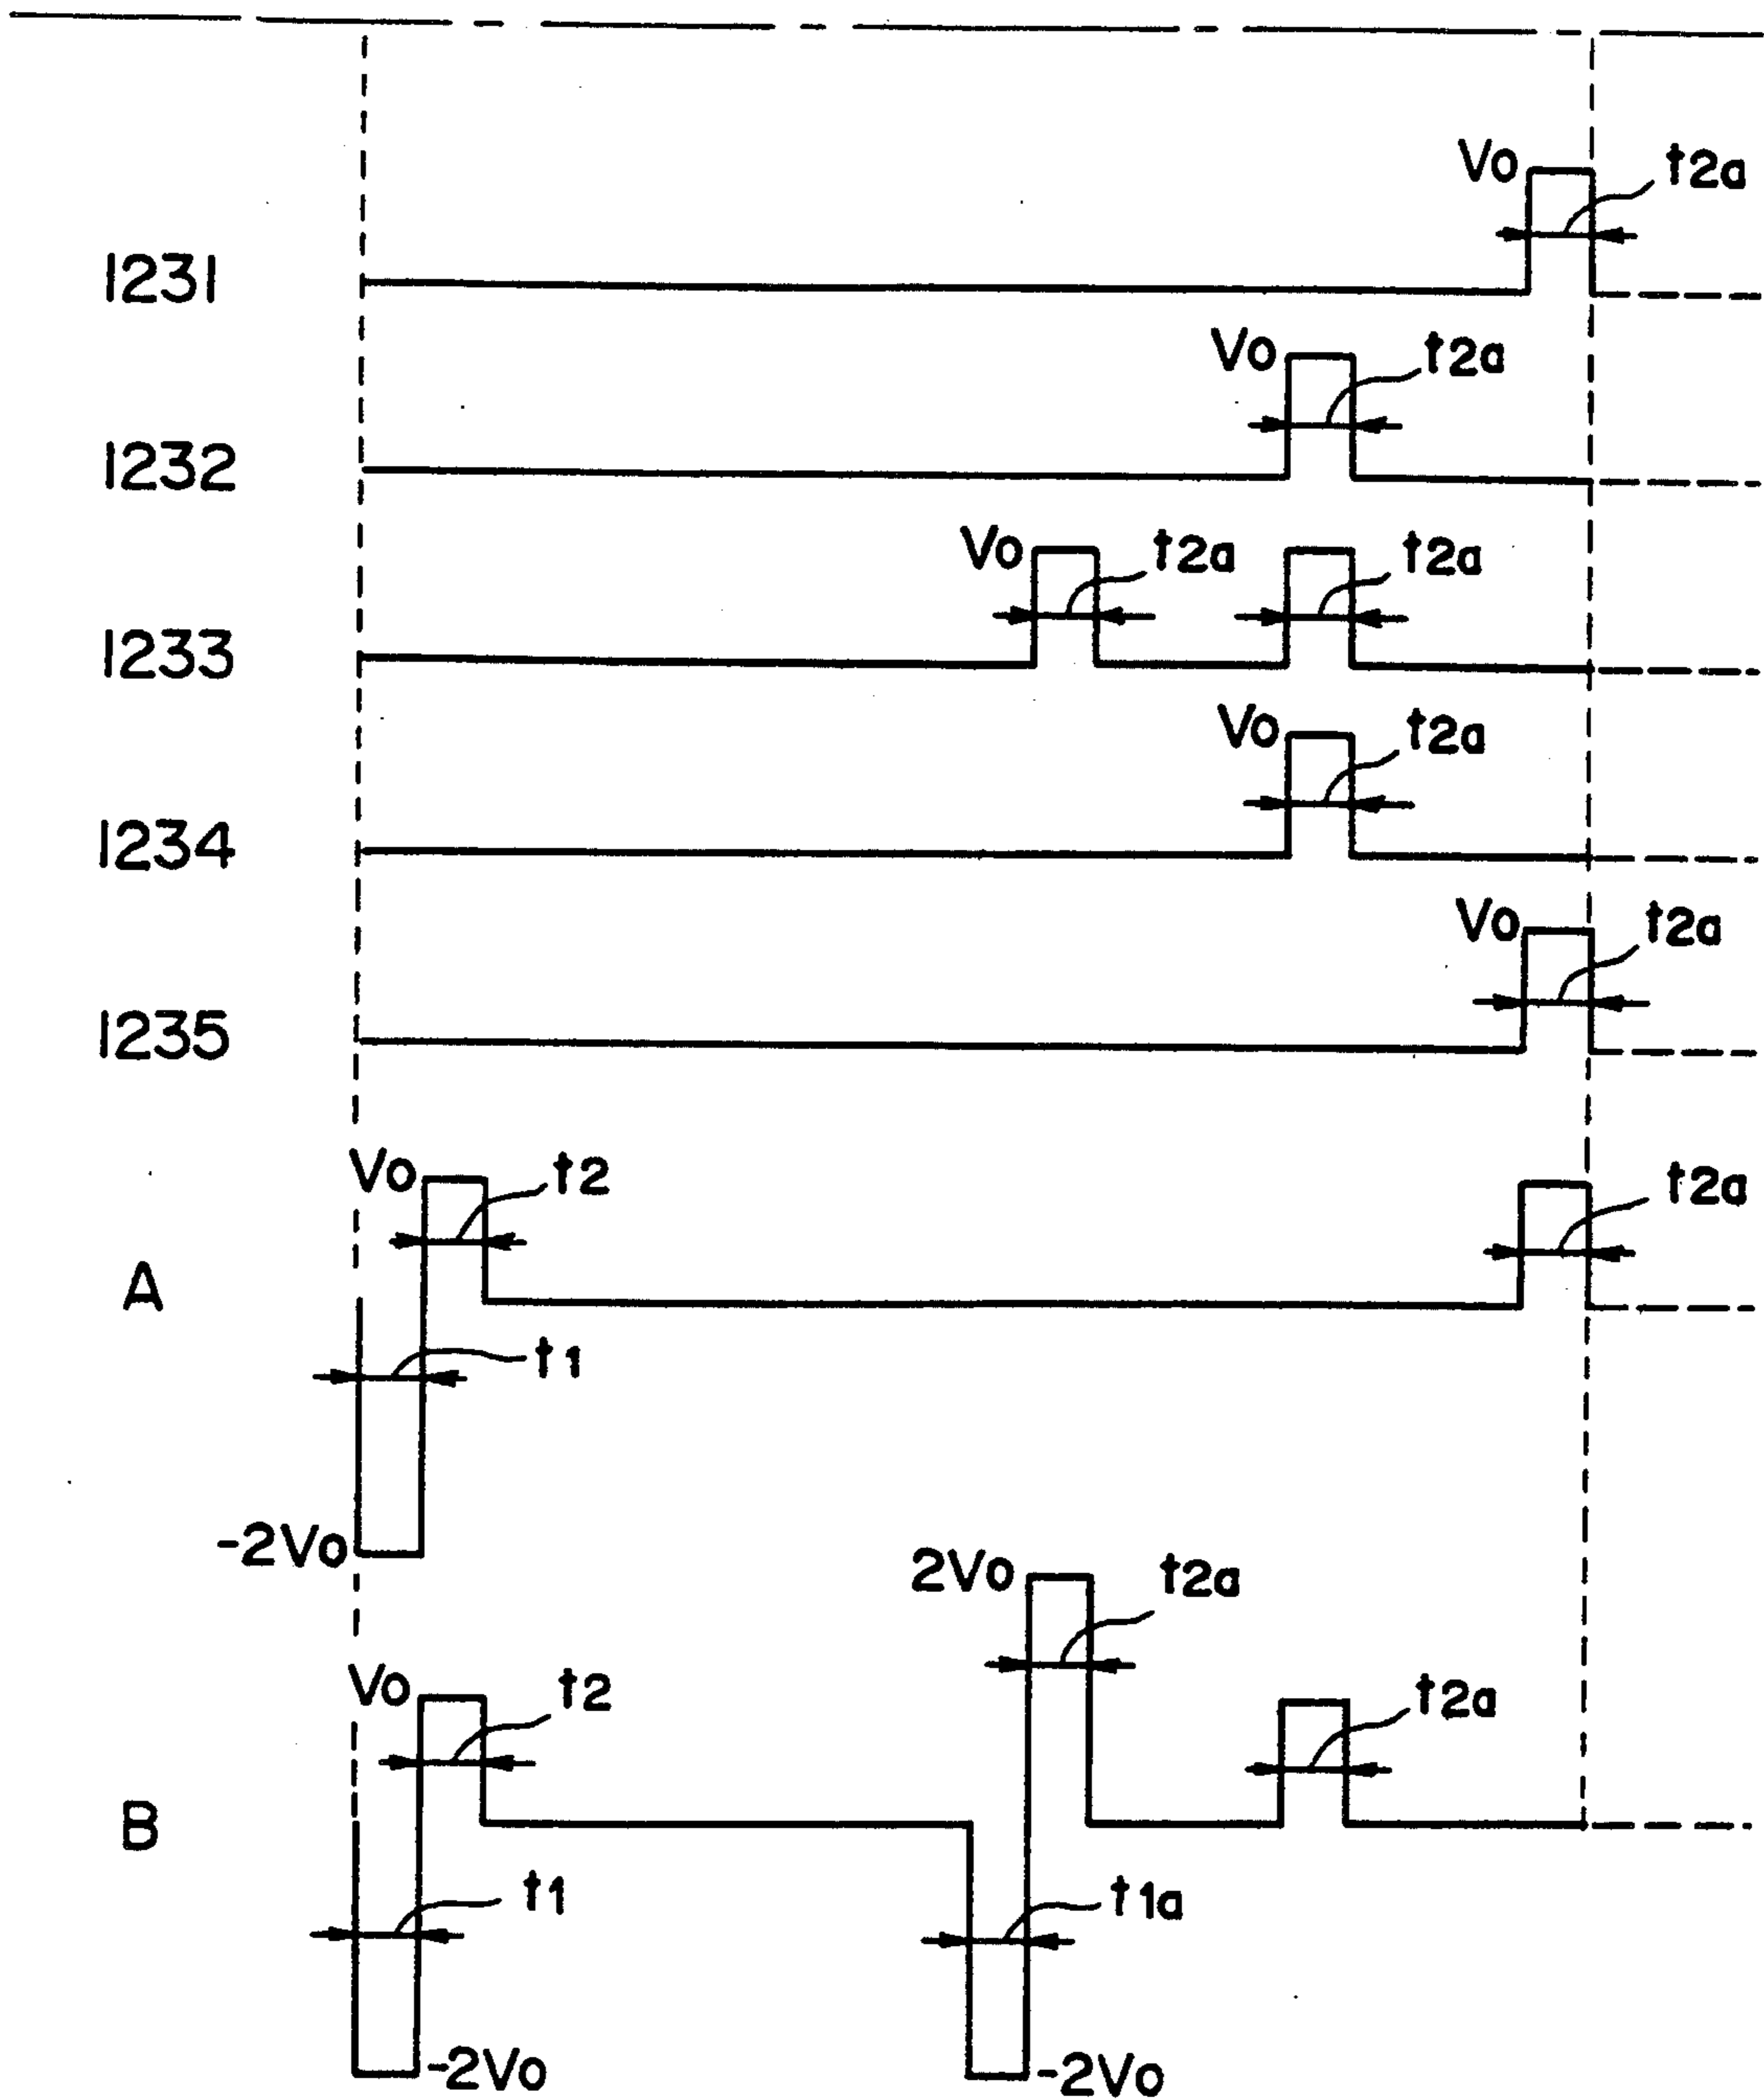 Vo t2a
1231
Vo t2a
1232
Vo t2a t2a
1233
Vo t2a
1234
Vo t2a
1235
Vo t2 t2a
A
t1
-2Vo
2Vo t2a
Vo t2 t2a
B
t1 t1a
-2Vo -2Vo